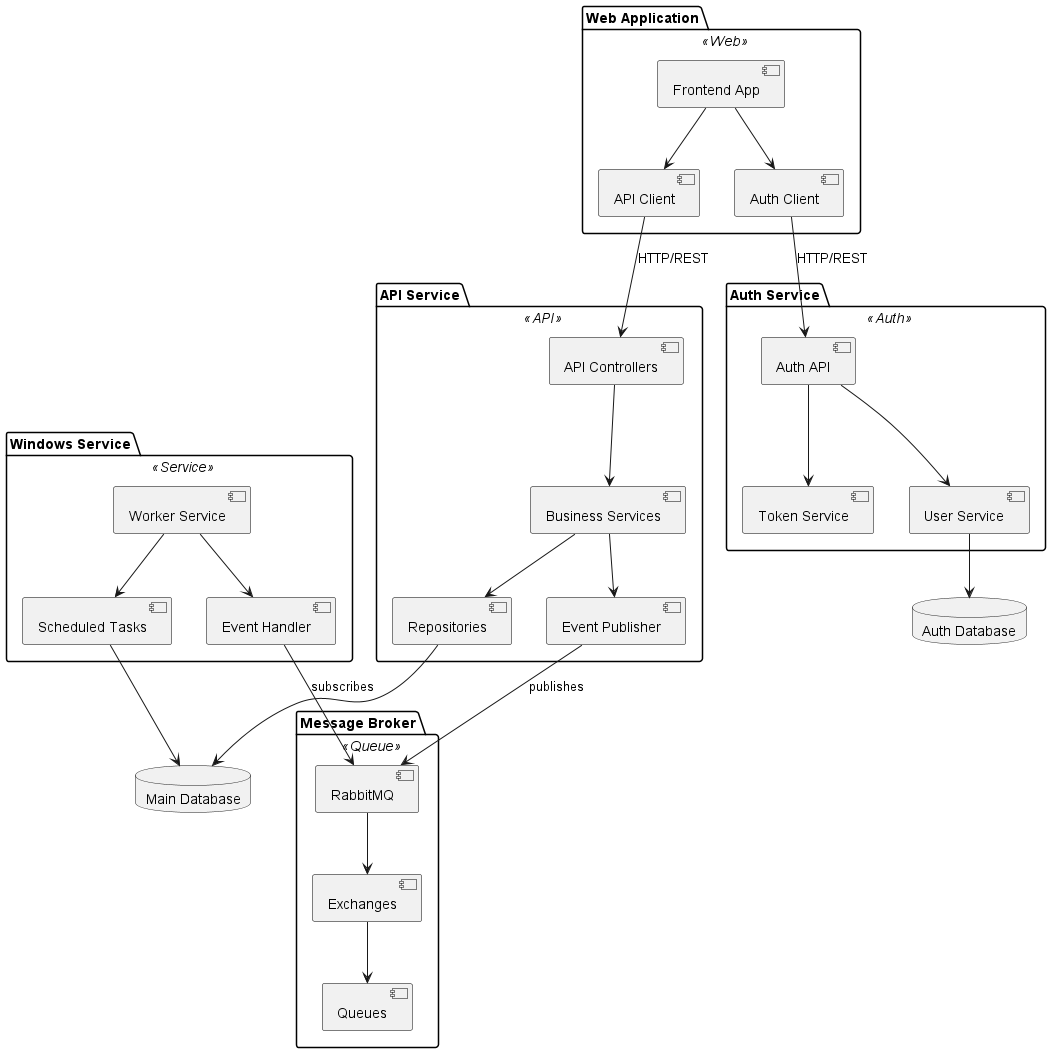 Web Application
«Web»
Frontend App
API Client
Auth Client
HTTP/REST
HTTP/REST
API Service
«API»
API Controllers
Business Services
Repositories
Event Publisher
Auth Service
«Auth»
Auth API
Token Service
User Service
Auth Database
Windows Service
«Service»
Worker Service
Scheduled Tasks
Event Handler
subscribes
publishes
Main Database
Message Broker
«Queue»
RabbitMQ
Exchanges
Queues